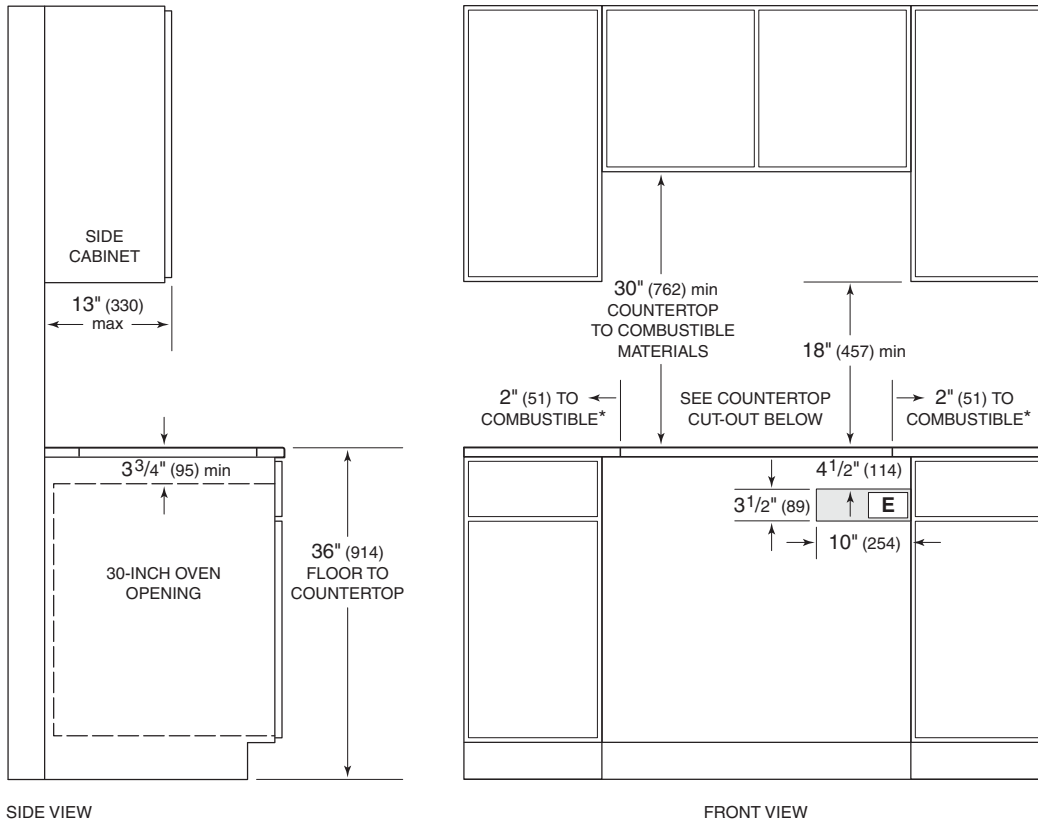 SIDE
CABINET
13" (330)
max
3 3/4" (95) min
30-INCH OVEN
OPENING
36" (914)
FLOOR TO
COUNTERTOP
SIDE VIEW
30" (762) min
COUNTERTOP
TO COMBUSTIBLE
MATERIALS
18" (457) min
2" (51) TO
COMBUSTIBLE*
SEE COUNTERTOP
CUT-OUT BELOW
2" (51) TO
COMBUSTIBLE*
4 1/2" (114)
3 1/2" (89)
E
10" (254)
FRONT VIEW